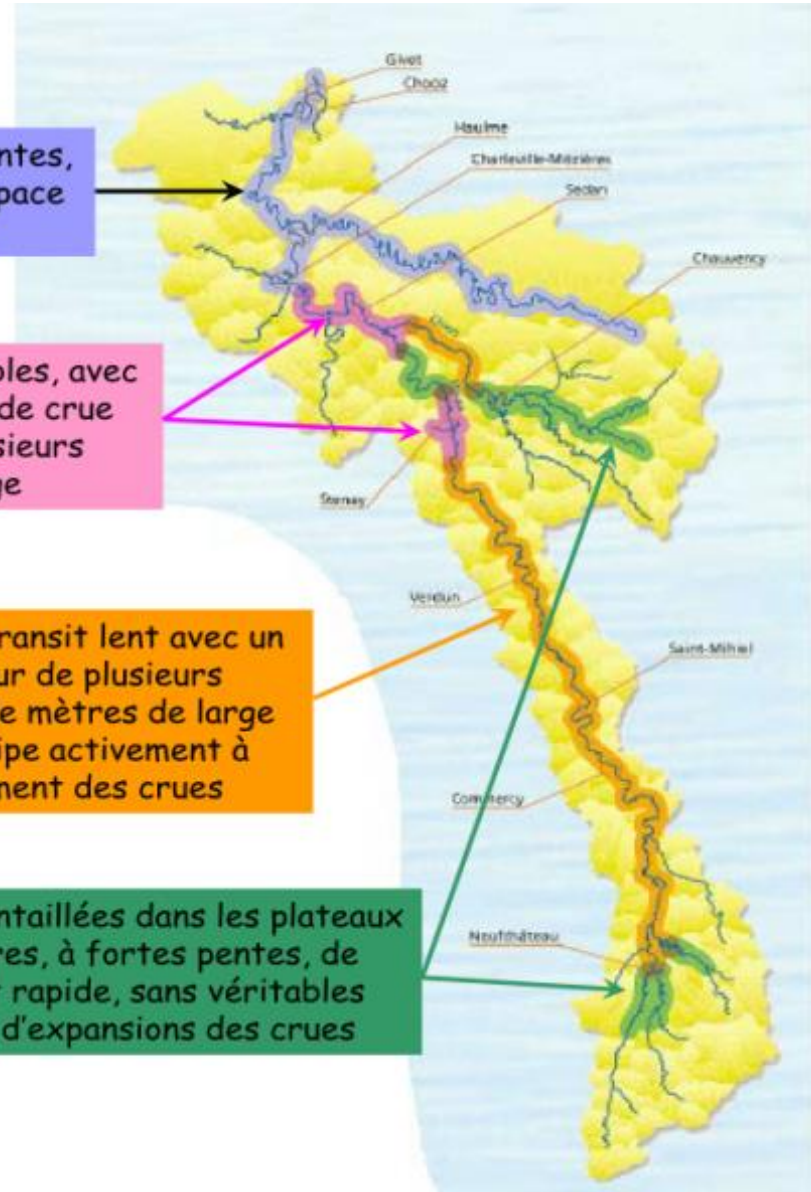 Givet
Chooz
Haulme
Charleville-Mézières
Sedan
Chauvency
ntes,
pace
Chiers
oles, avec
de crue
sieurs
ge
Stenay
Verdun
ransit lent avec un
ur de plusieurs
e mètres de large
ipe activement à
ment des crues
Saint-Mihiel
Commercy
ntaillées dans les plateaux
res, à fortes pentes, de
t rapide, sans véritables
d'expansions des crues
Neufchâteau